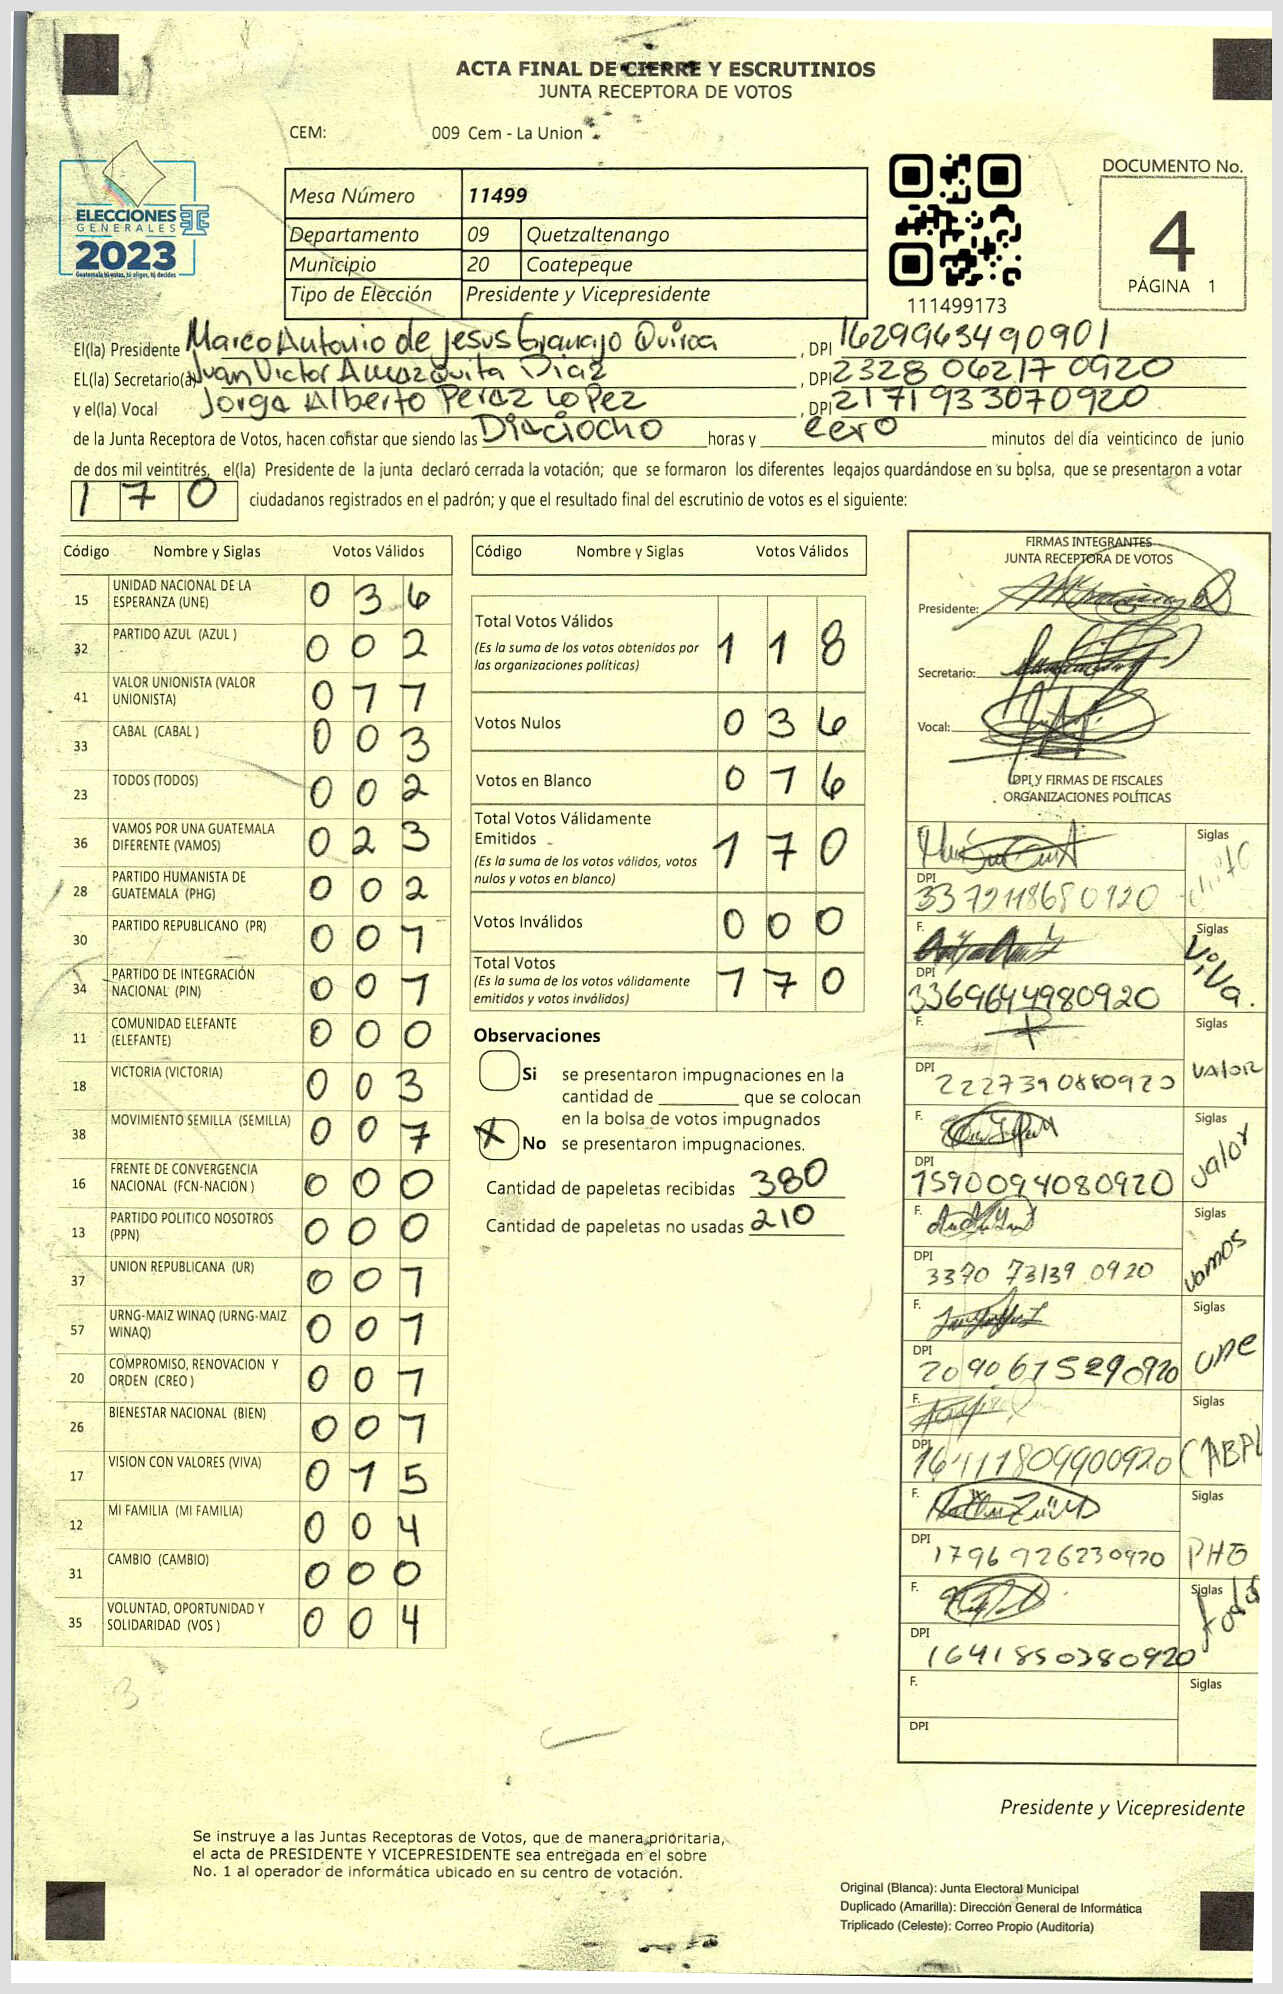 ACTA FINAL DE CIERRE Y ESCRUTINIOS
JUNTA RECEPTORA DE VOTOS
CEM: 009 Cem - La Union
ELECCIONES
GENERALES
2023
Guatemala tú votas, tú eliges, tú decides
Mesa Número 11499
Departamento 09 Quetzaltenango
Municipio 20 Coatepeque
Tipo de Elección Presidente y Vicepresidente
111499173
DOCUMENTO No.
4
PÁGINA 1
El(la) Presidente Marco Antonio de Jesus Quiroa , DPI 1629963490901
EL(la) Secretario(a) Juan Victor Amezquita Diaz , DPI 2328 06217 0920
y el(la) Vocal Jorge Alberto Perez Lopez , DPI 2171933070920
de la Junta Receptora de Votos, hacen constar que siendo las Dieciocho horas y cero minutos del día veinticinco de junio
de dos mil veintitrés, el(la) Presidente de la junta declaró cerrada la votación; que se formaron los diferentes legajos guardándose en su bolsa, que se presentaron a votar
170 ciudadanos registrados en el padrón; y que el resultado final del escrutinio de votos es el siguiente:
Código Nombre y Siglas Votos Válidos
15 UNIDAD NACIONAL DE LA ESPERANZA (UNE) 0 3 6
32 PARTIDO AZUL (AZUL ) 0 0 2
41 VALOR UNIONISTA (VALOR UNIONISTA) 0 1 7
33 CABAL (CABAL ) 0 0 3
23 TODOS (TODOS) 0 0 2
36 VAMOS POR UNA GUATEMALA DIFERENTE (VAMOS) 0 2 3
28 PARTIDO HUMANISTA DE GUATEMALA (PHG) 0 0 2
30 PARTIDO REPUBLICANO (PR) 0 0 1
34 PARTIDO DE INTEGRACIÓN NACIONAL (PIN) 0 0 1
11 COMUNIDAD ELEFANTE (ELEFANTE) 0 0 0
18 VICTORIA (VICTORIA) 0 0 3
38 MOVIMIENTO SEMILLA (SEMILLA) 0 0 7
16 FRENTE DE CONVERGENCIA NACIONAL (FCN-NACION ) 0 0 0
13 PARTIDO POLITICO NOSOTROS (PPN) 0 0 0
37 UNION REPUBLICANA (UR) 0 0 1
57 URNG-MAIZ WINAQ (URNG-MAIZ WINAQ) 0 0 1
20 COMPROMISO, RENOVACION Y ORDEN (CREO ) 0 0 1
26 BIENESTAR NACIONAL (BIEN) 0 0 1
17 VISION CON VALORES (VIVA) 0 1 5
12 MI FAMILIA (MI FAMILIA) 0 0 4
31 CAMBIO (CAMBIO) 0 0 0
35 VOLUNTAD, OPORTUNIDAD Y SOLIDARIDAD (VOS ) 0 0 4
Código Nombre y Siglas Votos Válidos
Total Votos Válidos 1 1 8
(Es la suma de los votos obtenidos por las organizaciones políticas)
Votos Nulos 0 3 6
Votos en Blanco 0 1 6
Total Votos Válidamente Emitidos 1 7 0
(Es la suma de los votos válidos, votos nulos y votos en blanco)
Votos Inválidos 0 0 0
Total Votos 1 7 0
(Es la suma de los votos válidamente emitidos y votos inválidos)
Observaciones
Si se presentaron impugnaciones en la
cantidad de ________ que se colocan
en la bolsa de votos impugnados
X No se presentaron impugnaciones.
Cantidad de papeletas recibidas 380
Cantidad de papeletas no usadas 210
FIRMAS INTEGRANTES
JUNTA RECEPTORA DE VOTOS
Presidente:
Secretario:
Vocal:
DPI Y FIRMAS DE FISCALES
ORGANIZACIONES POLÍTICAS
Siglas
DPI
F. Siglas Viva.
DPI 3369644980920
F. Siglas valor
DPI 2227390880920
F. Siglas valor
DPI 1590094080920
F. Siglas vamos
DPI 3370 73139 0920
F. Siglas une
DPI 2090675290920
F. Siglas
DPI
F. Siglas PHG
DPI 1796926230920
F. Siglas todos
DPI 1641850380920
F. Siglas
DPI
Presidente y Vicepresidente
Se instruye a las Juntas Receptoras de Votos, que de manera prioritaria,
el acta de PRESIDENTE Y VICEPRESIDENTE sea entregada en el sobre
No. 1 al operador de informática ubicado en su centro de votación.
Original (Blanca): Junta Electoral Municipal
Duplicado (Amarilla): Dirección General de Informática
Triplicado (Celeste): Correo Propio (Auditoría)